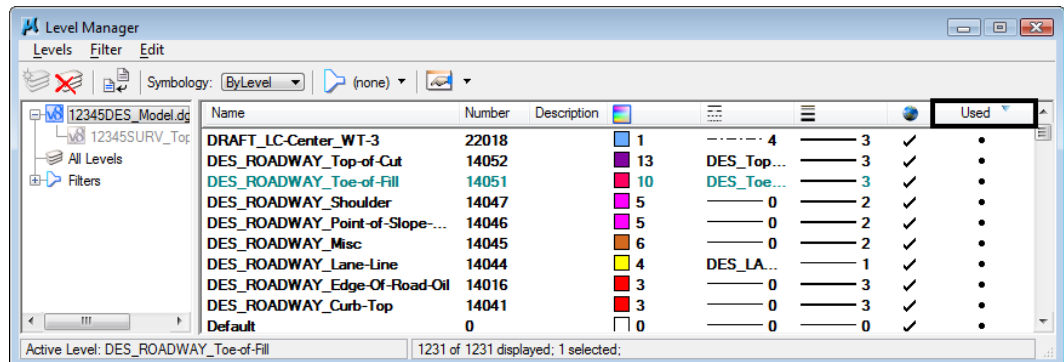 Level Manager
Levels Filter Edit
Symbology: ByLevel (none)
12345DES_Model.dg
12345SURV_Top
All Levels
Filters
Name Number Description Used
DRAFT_LC-Center_WT-3 22018 1 4 3
DES_ROADWAY_Top-of-Cut 14052 13 DES_Top... 3
DES_ROADWAY_Toe-of-Fill 14051 10 DES_Toe... 3
DES_ROADWAY_Shoulder 14047 5 0 2
DES_ROADWAY_Point-of-Slope-... 14046 5 0 2
DES_ROADWAY_Misc 14045 6 0 2
DES_ROADWAY_Lane-Line 14044 4 DES_LA... 1
DES_ROADWAY_Edge-Of-Road-Oil 14016 3 0 3
DES_ROADWAY_Curb-Top 14041 3 0 3
Default 0 0 0 0
Active Level: DES_ROADWAY_Toe-of-Fill 1231 of 1231 displayed; 1 selected;